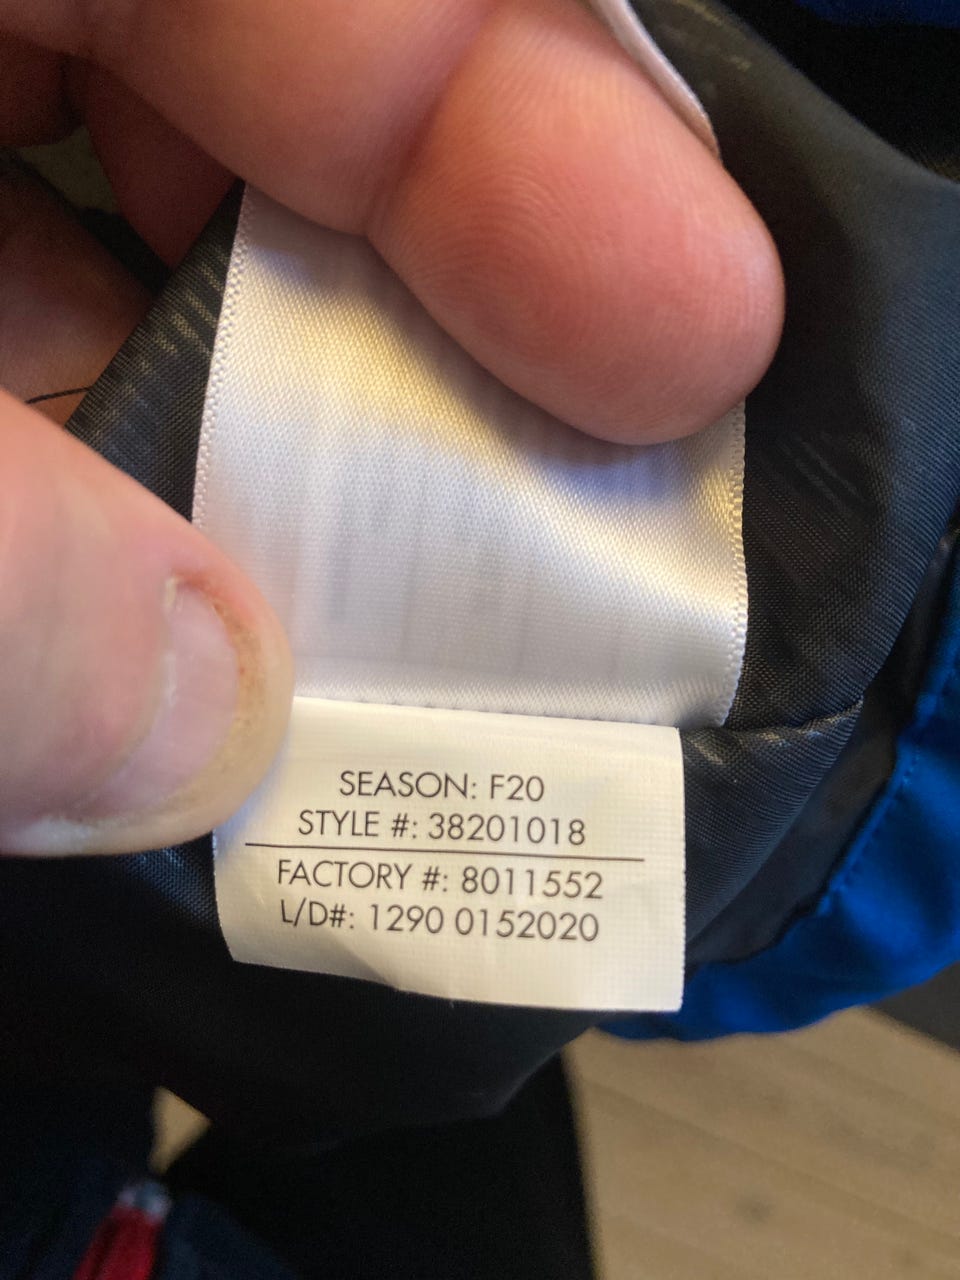 SEASON: F20
STYLE #: 38201018
FACTORY #: 8011552
L/D#: 1290 0152020